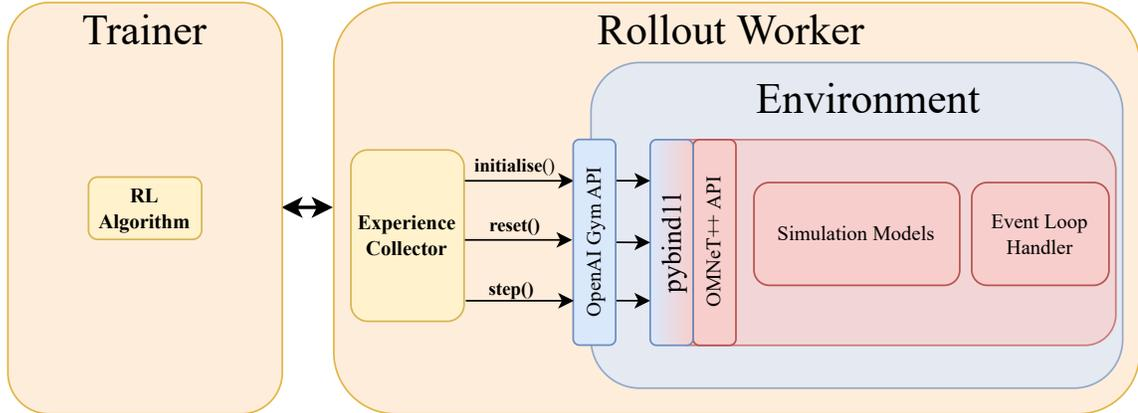 Trainer
Rollout Worker
Environment
RL
Algorithm
Experience
Collector
initialise()
reset()
step()
OpenAI Gym API
pybind11
OMNeT++ API
Simulation Models
Event Loop
Handler